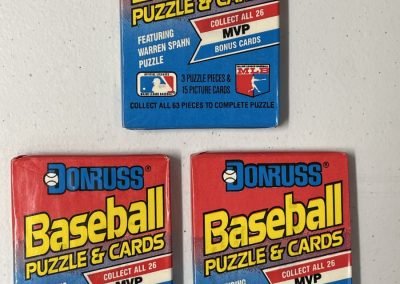 PUZZLE & CARDS
COLLECT ALL 26
MVP
BONUS CARDS
FEATURING
WARREN SPAHN
PUZZLE
3 PUZZLE PIECES &
15 PICTURE CARDS
COLLECT ALL 63 PIECES TO COMPLETE PUZZLE
DONRUSS
Baseball
PUZZLE & CARDS
COLLECT ALL 26
MVP
DONRUSS
Baseball
PUZZLE & CARDS
COLLECT ALL 26
MVP